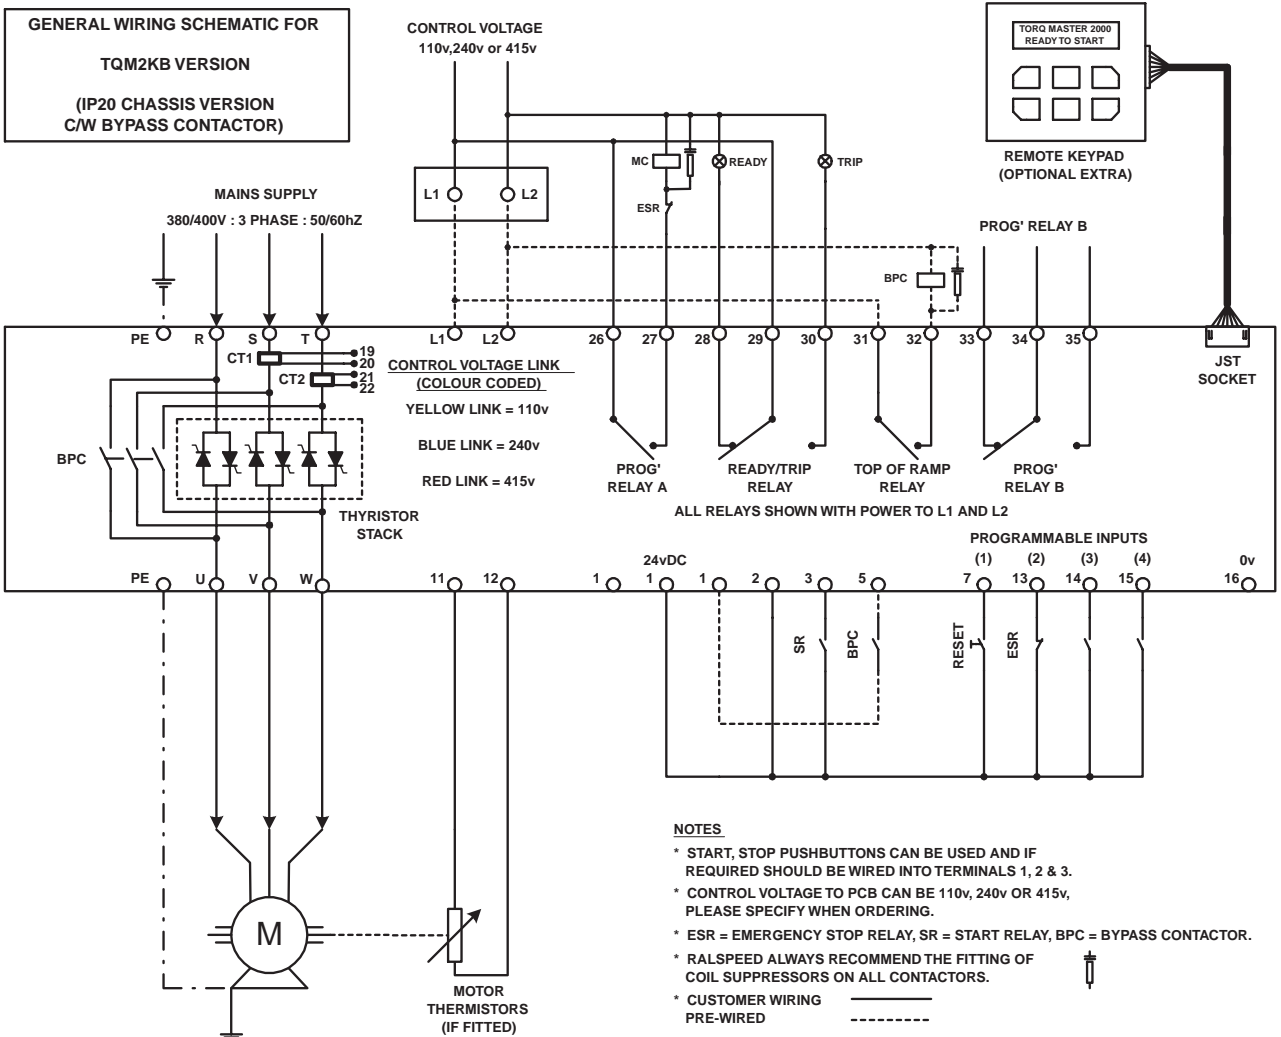 GENERAL WIRING SCHEMATIC FOR
TQM2KB VERSION
(IP20 CHASSIS VERSION
C/W BYPASS CONTACTOR)
CONTROL VOLTAGE
110v,240v or 415v
TORQ MASTER 2000
READY TO START
REMOTE KEYPAD
(OPTIONAL EXTRA)
MC
READY
TRIP
L1
L2
ESR
MAINS SUPPLY
380/400V : 3 PHASE : 50/60hZ
PROG' RELAY B
BPC
PE
R
S
T
L1
L2
26
27
28
29
30
31
32
33
34
35
JST
SOCKET
CT1
19
20
CT2
21
22
CONTROL VOLTAGE LINK
(COLOUR CODED)
YELLOW LINK = 110v
BLUE LINK = 240v
RED LINK = 415v
BPC
THYRISTOR
STACK
PROG'
RELAY A
READY/TRIP
RELAY
TOP OF RAMP
RELAY
PROG'
RELAY B
ALL RELAYS SHOWN WITH POWER TO L1 AND L2
PROGRAMMABLE INPUTS
24vDC
(1)
(2)
(3)
(4)
0v
PE
U
V
W
11
12
1
1
1
2
3
5
7
13
14
15
16
SR
BPC
RESET
ESR
M
MOTOR
THERMISTORS
(IF FITTED)
NOTES
* START, STOP PUSHBUTTONS CAN BE USED AND IF
REQUIRED SHOULD BE WIRED INTO TERMINALS 1, 2 & 3.
* CONTROL VOLTAGE TO PCB CAN BE 110v, 240v OR 415v,
PLEASE SPECIFY WHEN ORDERING.
* ESR = EMERGENCY STOP RELAY, SR = START RELAY, BPC = BYPASS CONTACTOR.
* RALSPEED ALWAYS RECOMMEND THE FITTING OF
COIL SUPPRESSORS ON ALL CONTACTORS.
* CUSTOMER WIRING
PRE-WIRED